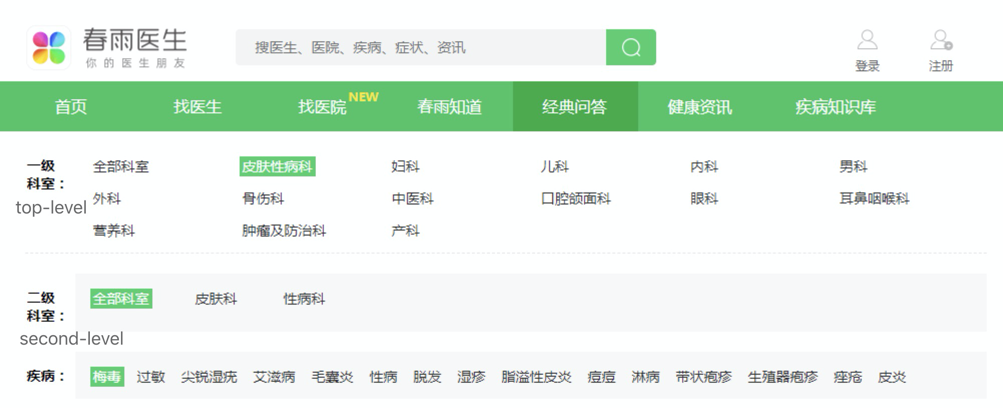 春雨医生
你的医生朋友
搜医生、医院、疾病、症状、资讯
登录 注册
首页 找医生 找医院 NEW 春雨知道 经典问答 健康资讯 疾病知识库
一级科室： 全部科室 皮肤性病科 妇科 儿科 内科 男科
外科 骨伤科 中医科 口腔颌面科 眼科 耳鼻咽喉科
top-level
营养科 肿瘤及防治科 产科
二级科室： 全部科室 皮肤科 性病科
second-level
疾病： 梅毒 过敏 尖锐湿疣 艾滋病 毛囊炎 性病 脱发 湿疹 脂溢性皮炎 痘痘 淋病 带状疱疹 生殖器疱疹 痤疮 皮炎